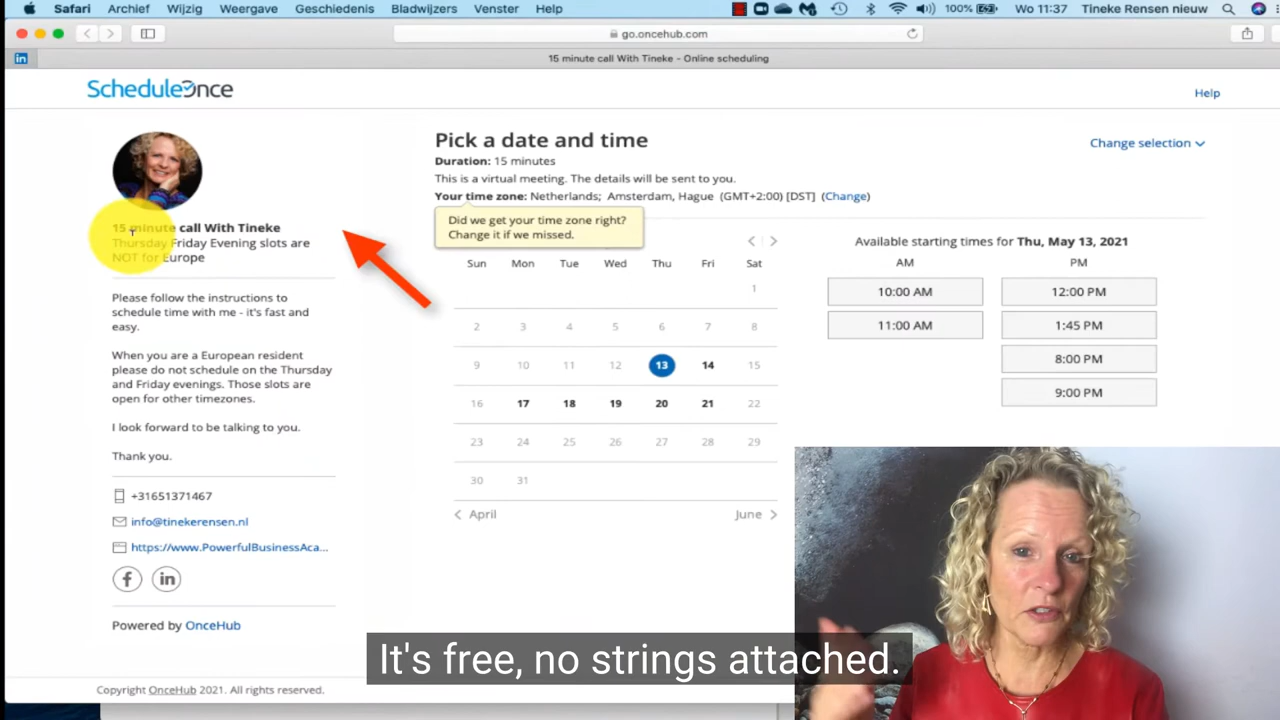 Safari Archief Wijzig Weergave Geschiedenis Bladwijzers Venster Help 100% Wo 11:37 Tineke Rensen nieuw
go.oncehub.com
in 15 minute call With Tineke - Online scheduling
ScheduleOnce
Help
15 minute call With Tineke
Thursday Friday Evening slots are
NOT for Europe
Please follow the instructions to
schedule time with me - it's fast and
easy.
When you are a European resident
please do not schedule on the Thursday
and Friday evenings. Those slots are
open for other timezones.
I look forward to be talking to you.
Thank you.
+31651371467
info@tinekerensen.nl
https://www.PowerfulBusinessAca...
f in
Powered by OnceHub
Pick a date and time
Change selection
Duration: 15 minutes
This is a virtual meeting. The details will be sent to you.
Your time zone: Netherlands; Amsterdam, Hague (GMT+2:00) [DST] (Change)
Did we get your time zone right?
Change it if we missed.
< >
Sun Mon Tue Wed Thu Fri Sat
1
2 3 4 5 6 7 8
9 10 11 12 13 14 15
16 17 18 19 20 21 22
23 24 25 26 27 28 29
30 31
< April June >
Available starting times for Thu, May 13, 2021
AM PM
10:00 AM 12:00 PM
11:00 AM 1:45 PM
8:00 PM
9:00 PM
It's free, no strings attached.
Copyright OnceHub 2021. All rights reserved.